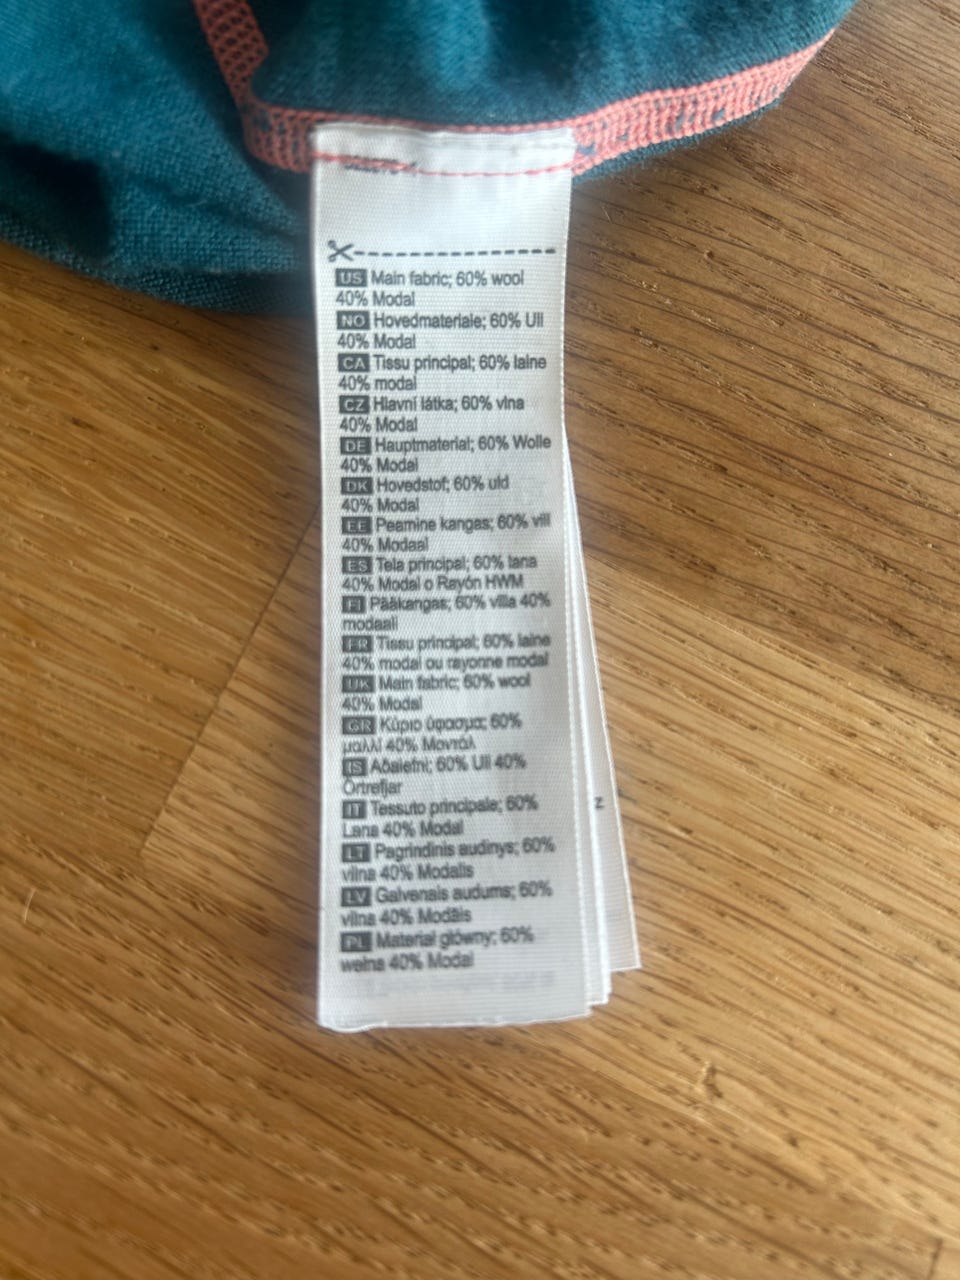 US Main fabric; 60% wool
40% Modal
NO Hovedmateriale; 60% Ull
40% Modal
CA Tissu principal; 60% laine
40% modal
CZ Hlavní látka; 60% vlna
40% Modal
DE Hauptmaterial; 60% Wolle
40% Modal
DK Hovedstof; 60% uld
40% Modal
EE Peamine kangas; 60% vill
40% Modaal
ES Tela principal; 60% lana
40% Modal o Rayón HWM
FI Pääkangas; 60% villa 40%
modaali
FR Tissu principal; 60% laine
40% modal ou rayonne modal
UK Main fabric; 60% wool
40% Modal
GR Κύριο ύφασμα; 60%
μαλλί 40% Μοντάλ
IS Aðalefni; 60% Ull 40%
Örtrefjar
IT Tessuto principale; 60%
Lana 40% Modal
LT Pagrindinis audinys; 60%
vilna 40% Modalis
LV Galvenais audums; 60%
vilna 40% Modāls
PL Materiał główny; 60%
wełna 40% Modal